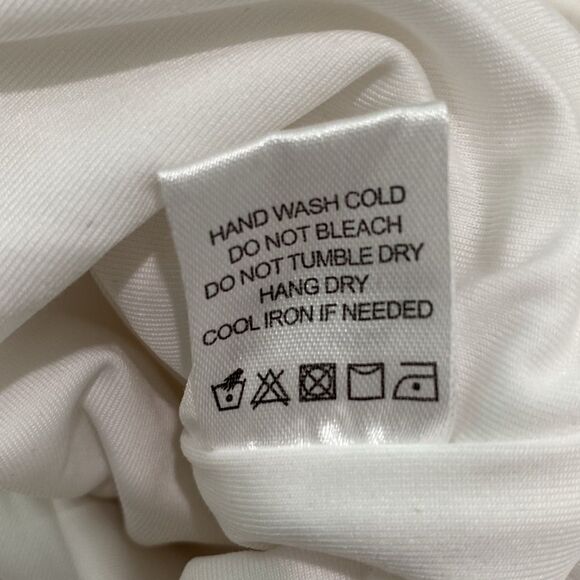 HAND WASH COLD
DO NOT BLEACH
DO NOT TUMBLE DRY
HANG DRY
COOL IRON IF NEEDED